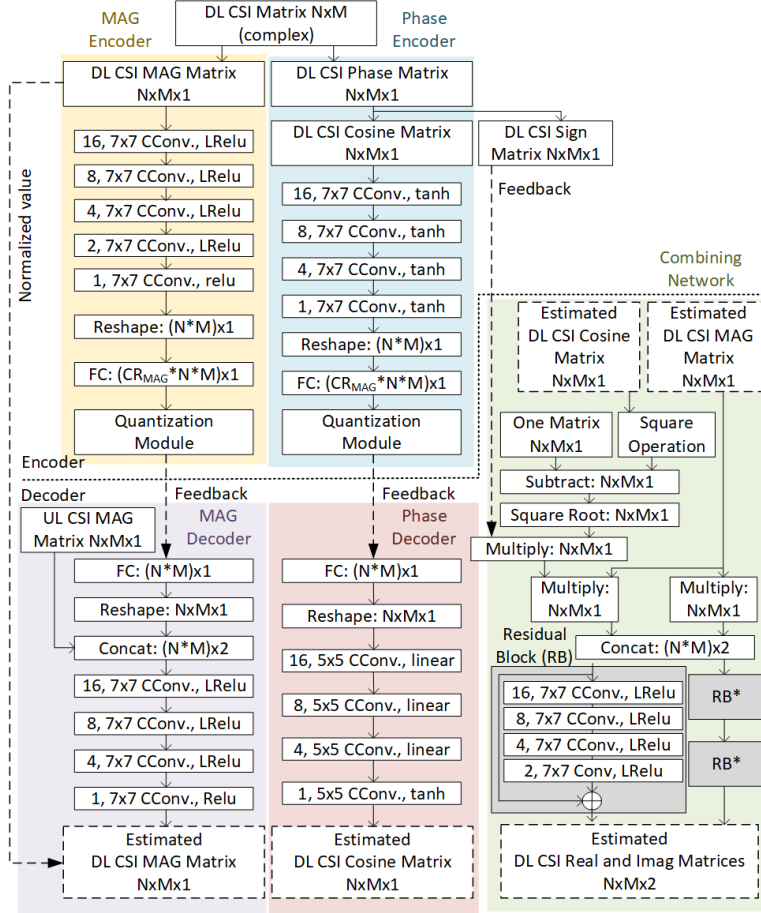 MAG
Encoder
DL CSI Matrix NxM
(complex)
Phase
Encoder
DL CSI MAG Matrix
NxMx1
16, 7x7 CConv., LRelu
8, 7x7 CConv., LRelu
4, 7x7 CConv., LRelu
2, 7x7 CConv., LRelu
1, 7x7 CConv., relu
Reshape: (N*M)x1
FC: (CRMAG*N*M)x1
Quantization
Module
DL CSI Phase Matrix
NxMx1
DL CSI Cosine Matrix
NxMx1
16, 7x7 CConv., tanh
8, 7x7 CConv., tanh
4, 7x7 CConv., tanh
1, 7x7 CConv., tanh
Reshape: (N*M)x1
FC: (CRMAG*N*M)x1
Quantization
Module
DL CSI Sign
Matrix NxMx1
Feedback
Normalized value
Encoder
Decoder
Feedback
MAG
Decoder
UL CSI MAG
Matrix NxMx1
FC: (N*M)x1
Reshape: NxMx1
Concat: (N*M)x2
16, 7x7 CConv., LRelu
8, 7x7 CConv., LRelu
4, 7x7 CConv., LRelu
1, 7x7 CConv., Relu
Estimated
DL CSI MAG Matrix
NxMx1
Feedback
Phase
Decoder
FC: (N*M)x1
Reshape: NxMx1
16, 5x5 CConv., linear
8, 5x5 CConv., linear
4, 5x5 CConv., linear
1, 5x5 CConv., tanh
Estimated
DL CSI Cosine Matrix
NxMx1
Combining
Network
Estimated
DL CSI Cosine
Matrix
NxMx1
Estimated
DL CSI MAG
Matrix
NxMx1
One Matrix
NxMx1
Square
Operation
Subtract: NxMx1
Square Root: NxMx1
Multiply: NxMx1
Multiply:
NxMx1
Multiply:
NxMx1
Concat: (N*M)x2
Residual
Block (RB)
16, 7x7 CConv., LRelu
8, 7x7 CConv., LRelu
4, 7x7 CConv., LRelu
2, 7x7 Conv, LRelu
RB*
RB*
Estimated
DL CSI Real and Imag Matrices
NxMx2